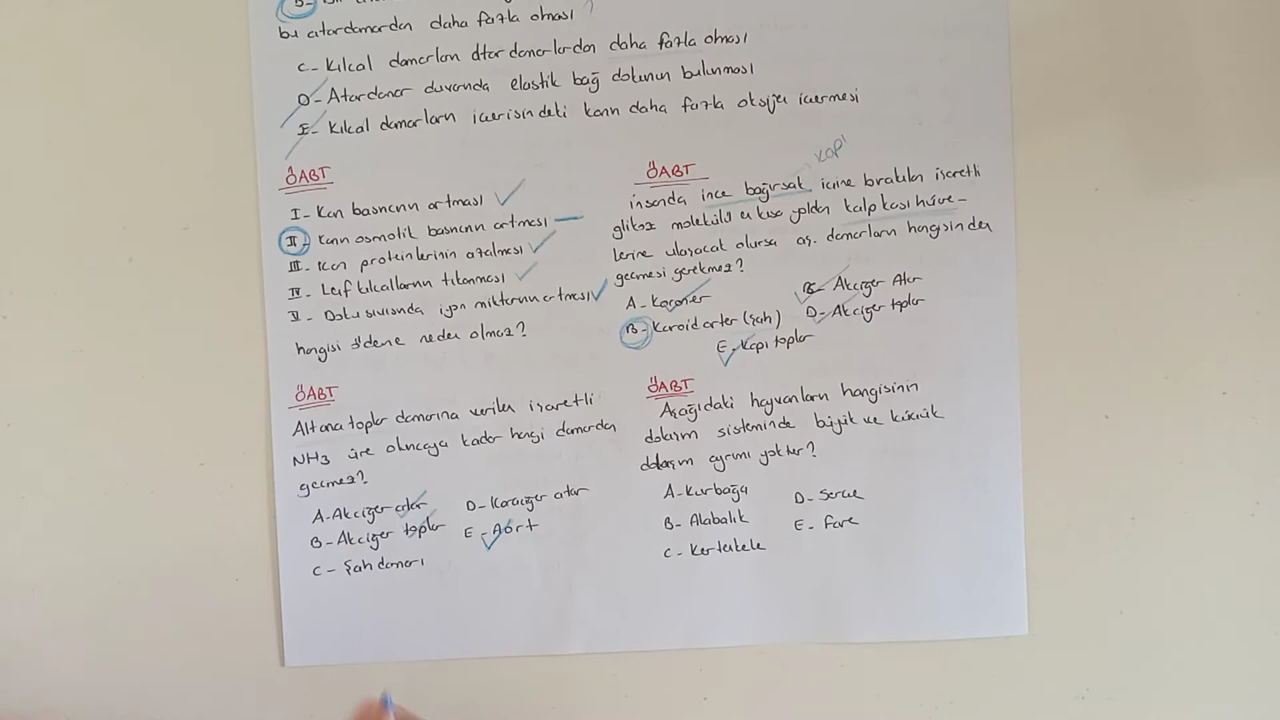 B-
bu atardamardan daha fazla olması
C- Kılcal damarların atardamarlardan daha fazla olması
D- Atardamar duvarında elastik bağ dokunun bulunması
E- Kılcal damarların içerisindeki kanın daha fazla oksijen içermesi
ÖABT
I- Kan basıncının artması
II- Kanın osmotik basıncının artması
III- Kan proteinlerinin azalması
IV- Lenf kılcallarının tıkanması
V- Doku sıvısında iyon miktarının artması
hangisi ödeme neden olmaz?
ÖABT
Kapı
İnsanda ince bağırsak içine bırakılan işaretli
glikoz molekülü en kısa yoldan kalp kası hücre-
lerine ulaşacak olursa aş. damarların hangisinden
geçmesi gerekmez?
A- Koroner
B- Karoid arter (şah)
B- Akciğer Atar
D- Akciğer toplar
E- Kapı toplar
ÖABT
Alt ana toplar damarına verilen işaretli
NH3 üre oluncaya kadar hangi damardan
geçmez?
A- Akciğer atar
B- Akciğer toplar
C- Şah damarı
D- Karaciğer atar
E- Aort
ÖABT
Aşağıdaki hayvanların hangisinin
dolaşım sisteminde büyük ve küçük
dolaşım ayrımı yoktur?
A- Kurbağa
B- Alabalık
C- Kertenkele
D- Serçe
E- Fare